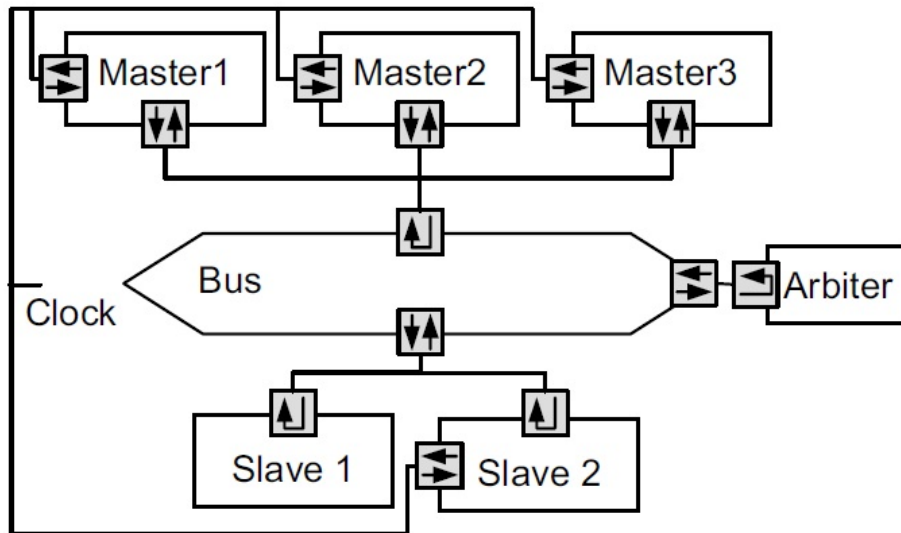 Master1
Master2
Master3
Bus
Arbiter
Clock
Slave 1
Slave 2